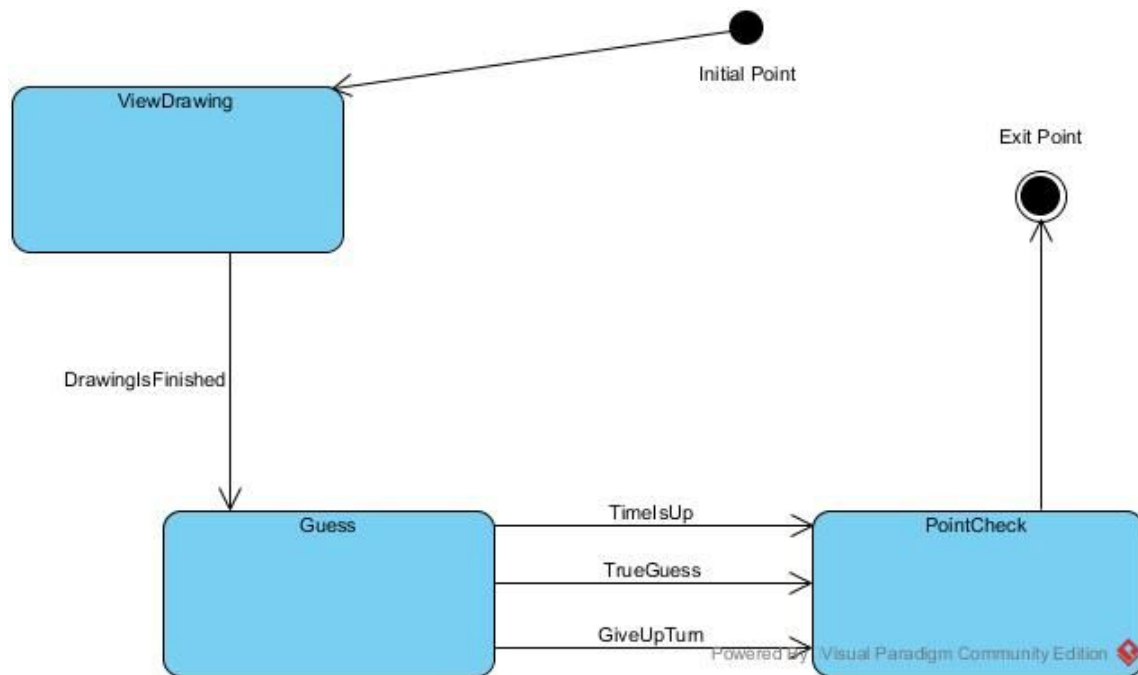 Initial Point
ViewDrawing
Exit Point
DrawingIsFinished
Guess
TimeIsUp
PointCheck
TrueGuess
GiveUpTurn
Powered By Visual Paradigm Community Edition